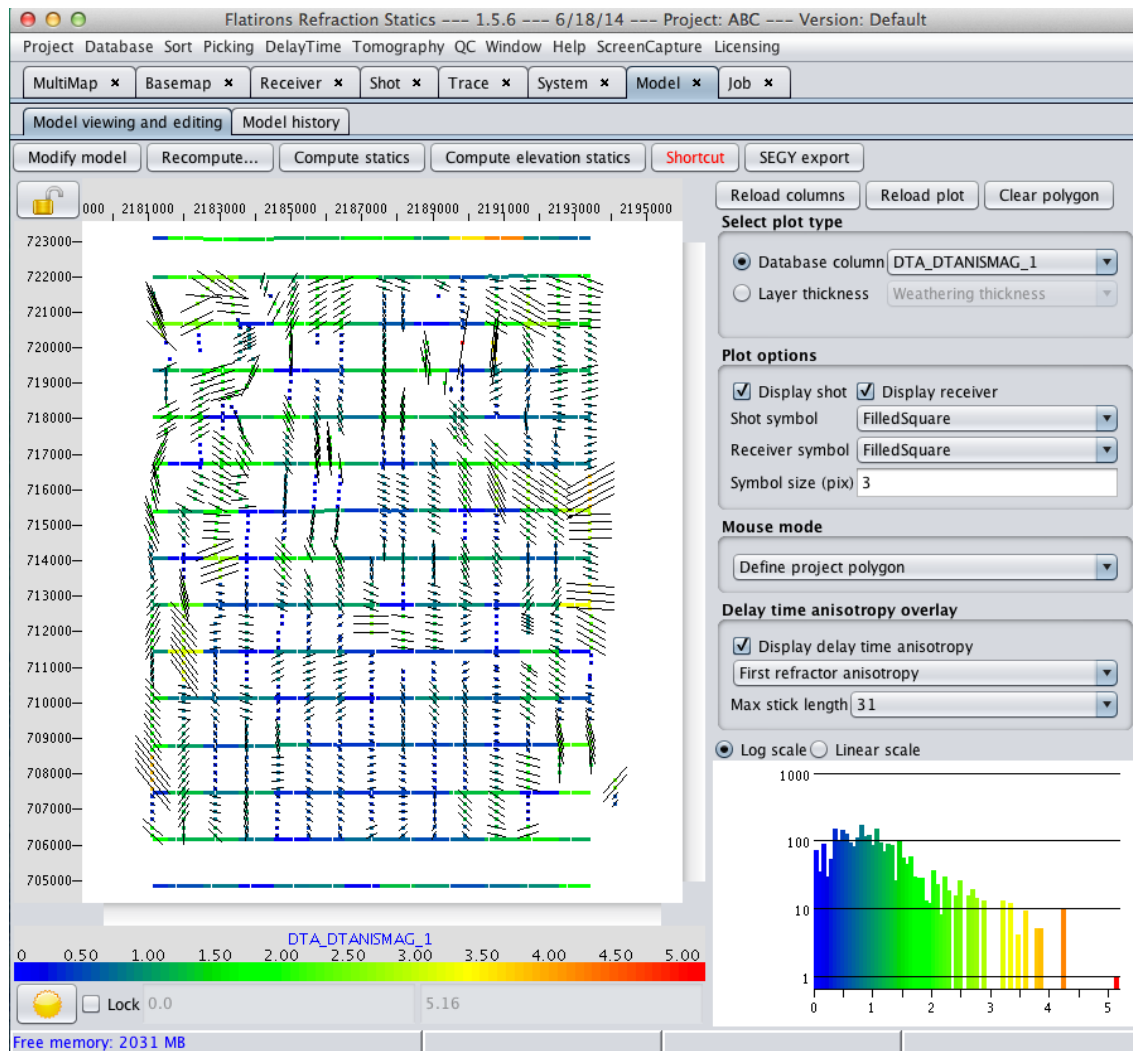 Flatirons Refraction Statics --- 1.5.6 --- 6/18/14 --- Project: ABC --- Version: Default
Project Database Sort Picking DelayTime Tomography QC Window Help ScreenCapture Licensing
MultiMap × Basemap × Receiver × Shot × Trace × System × Model × Job ×
Model viewing and editing Model history
Modify model Recompute... Compute statics Compute elevation statics Shortcut SEGY export
000 2181000 2183000 2185000 2187000 2189000 2191000 2193000 2195000
723000
722000
721000
720000
719000
718000
717000
716000
715000
714000
713000
712000
711000
710000
709000
708000
707000
706000
705000
DTA_DTANISMAG_1
0 0.50 1.00 1.50 2.00 2.50 3.00 3.50 4.00 4.50 5.00
Lock 0.0 5.16
Free memory: 2031 MB
Reload columns Reload plot Clear polygon
Select plot type
Database column DTA_DTANISMAG_1
Layer thickness Weathering thickness
Plot options
Display shot Display receiver
Shot symbol FilledSquare
Receiver symbol FilledSquare
Symbol size (pix) 3
Mouse mode
Define project polygon
Delay time anisotropy overlay
Display delay time anisotropy
First refractor anisotropy
Max stick length 31
Log scale Linear scale
1000
100
10
1
0 1 2 3 4 5